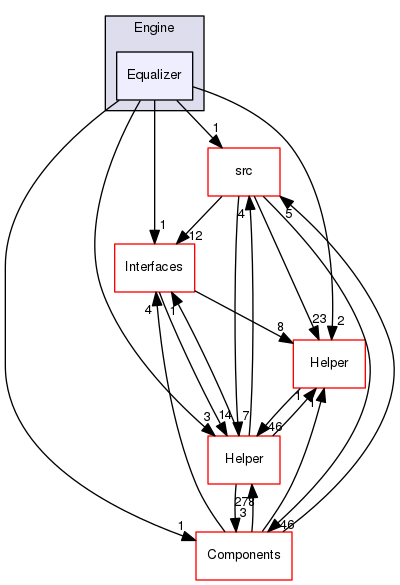 Engine
Equalizer
1
src
4
5
1
12
Interfaces
4
1
8
23
2
Helper
1
1
3
14
7
46
Helper
278
3
1
46
Components